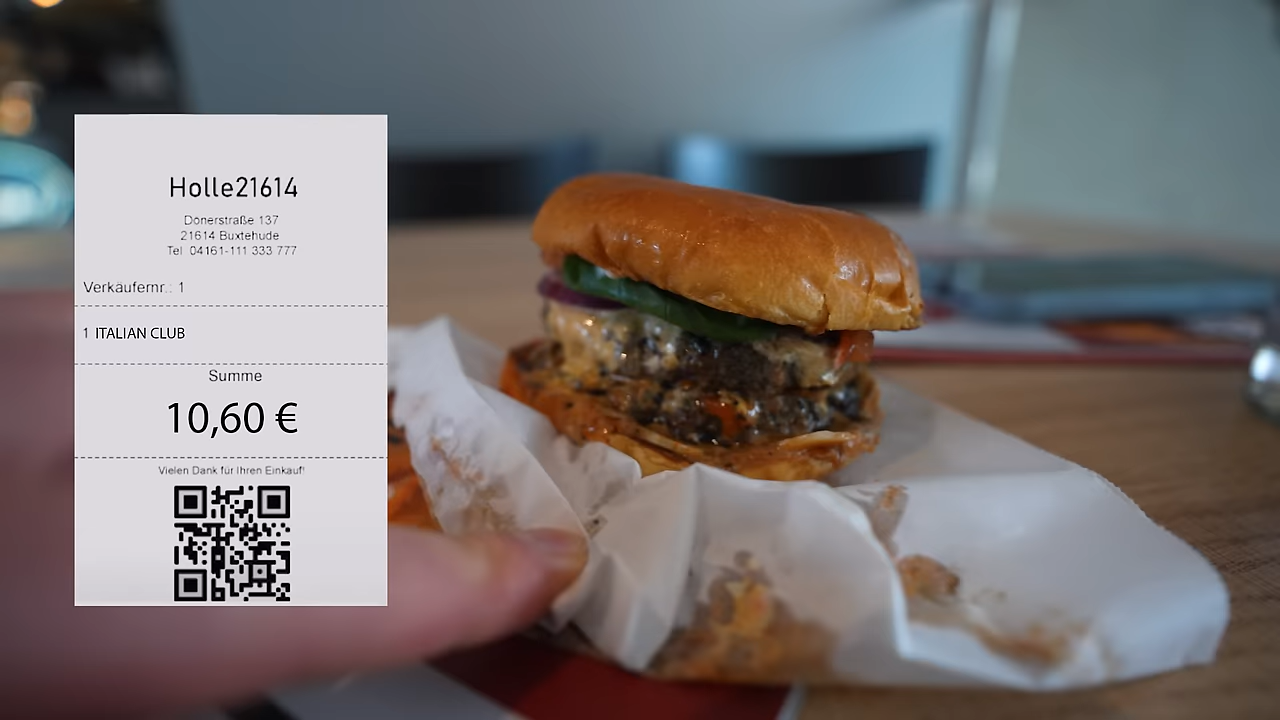 Holle21614
Dönerstraße 137
21614 Buxtehude
Tel 04161-111 333 777
Verkäufernr.: 1
1 ITALIAN CLUB
Summe
10,60 €
Vielen Dank für Ihren Einkauf!